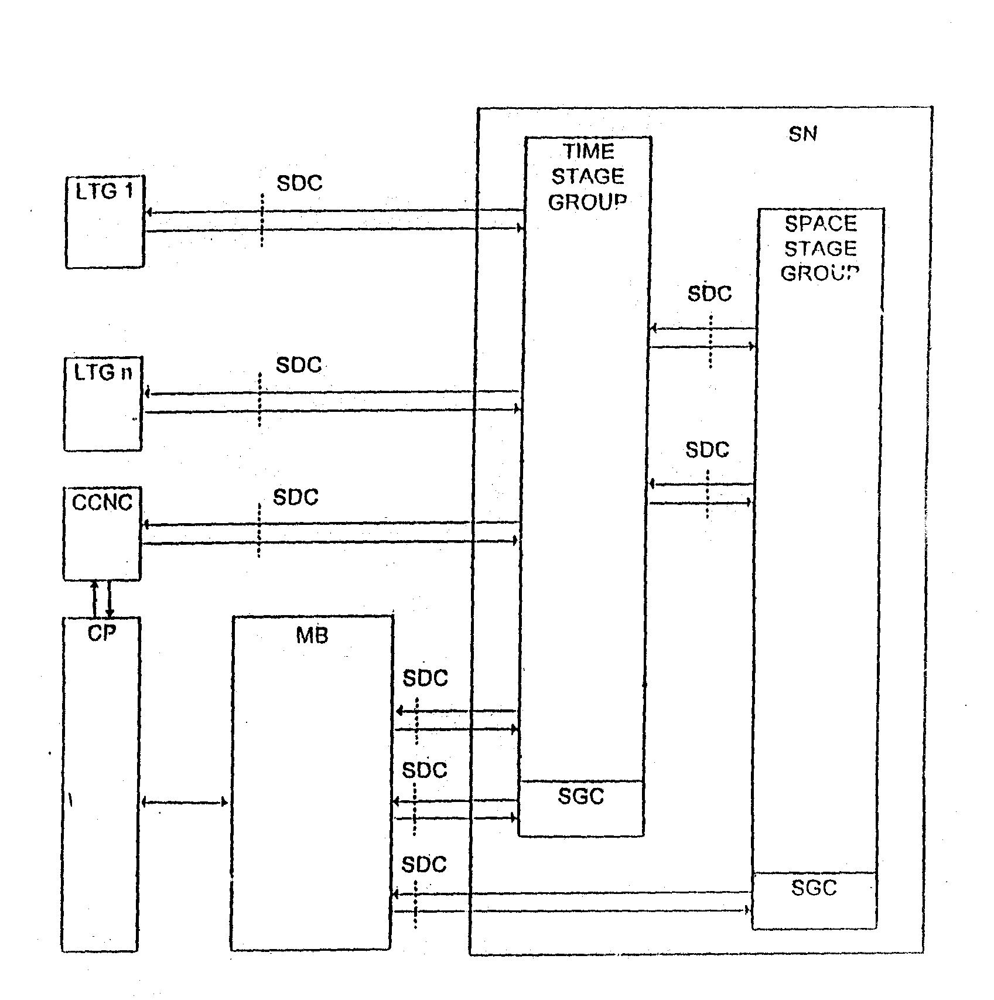 SN
TIME
STAGE
GROUP
LTG 1
SDC
SPACE
STAGE
GROUP
SDC
LTG n
SDC
SDC
CCNC
SDC
CP
MB
SDC
SDC
SGC
SDC
SGC